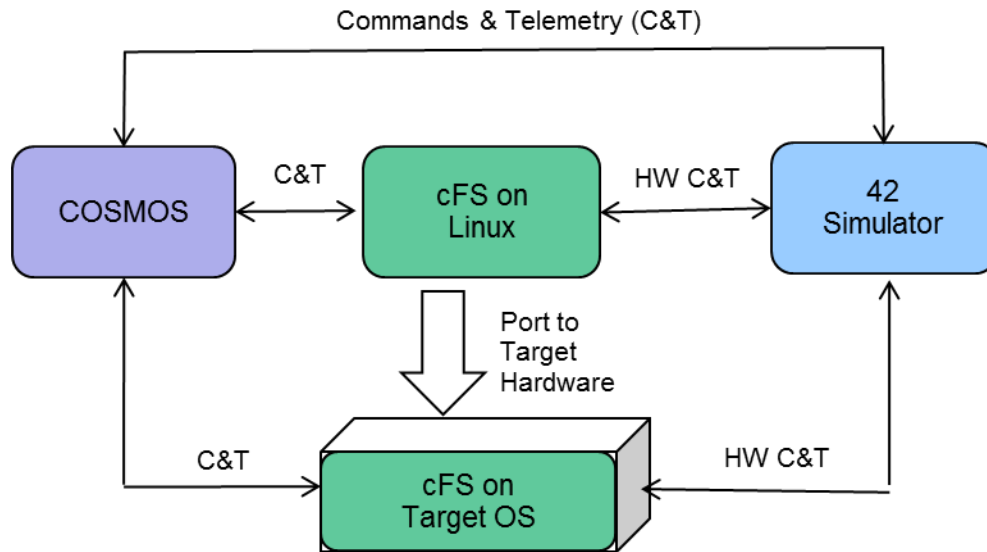 Commands & Telemetry (C&T)
COSMOS
C&T
cFS on
Linux
HW C&T
42
Simulator
Port to
Target
Hardware
C&T
cFS on
Target OS
HW C&T